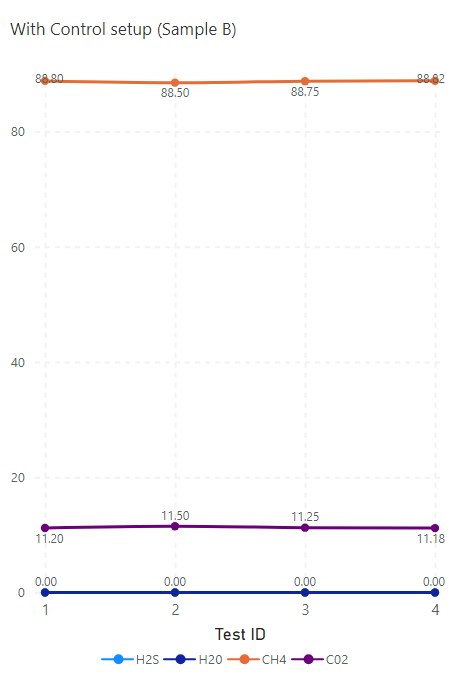 With Control setup (Sample B)
88.80 88.50 88.75 88.82
80
60
40
20
11.20 11.50 11.25 11.18
0.00 0.00 0.00 0.00
0
1 2 3 4
Test ID
H2S H20 CH4 C02